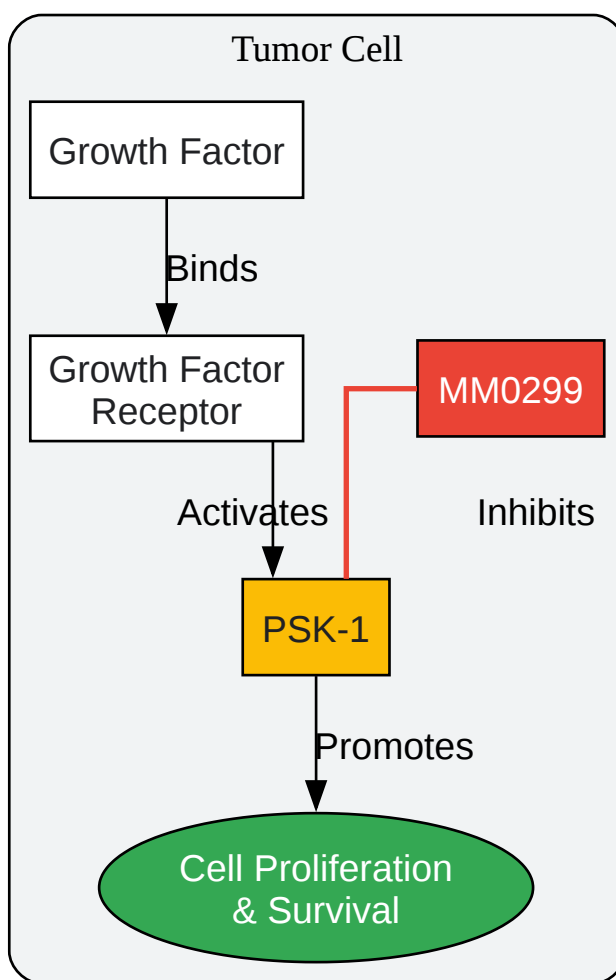 Tumor Cell
Growth Factor
Binds
Growth Factor
Receptor
MM0299
Activates
Inhibits
PSK-1
Promotes
Cell Proliferation
& Survival